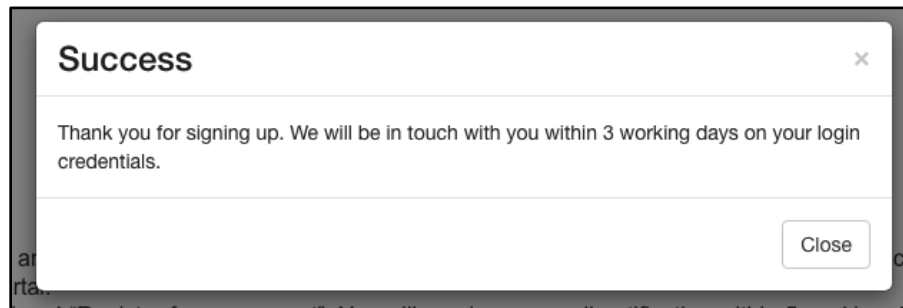 Success
×
Thank you for signing up. We will be in touch with you within 3 working days on your login
credentials.
Close